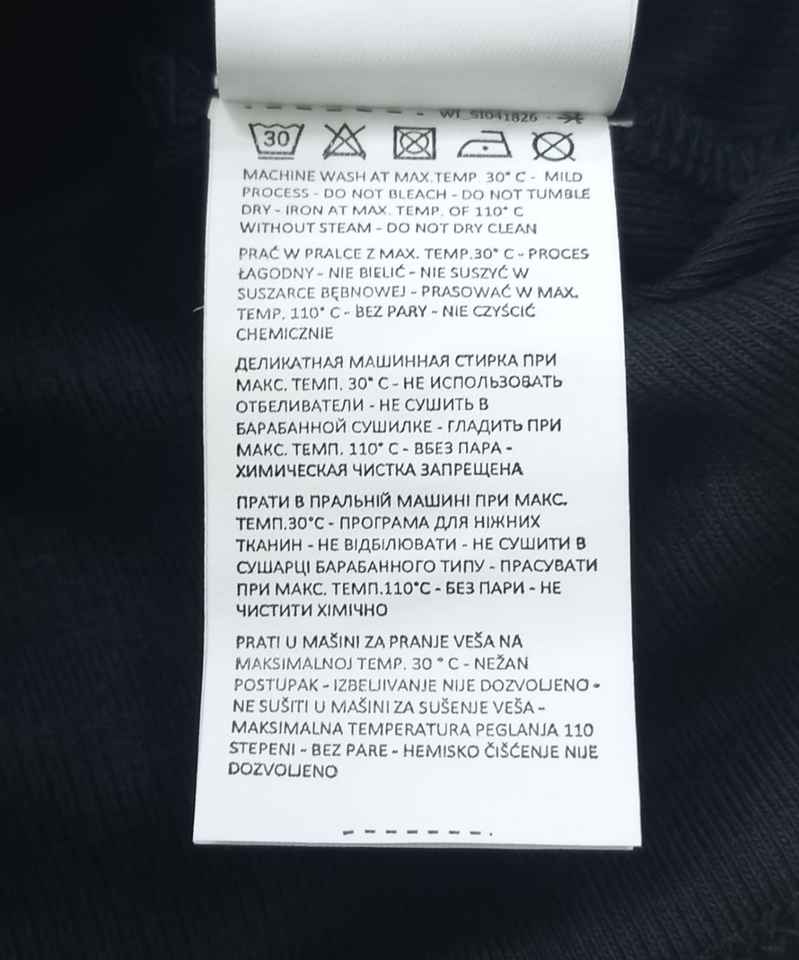 WT_51041826 -
30
MACHINE WASH AT MAX.TEMP. 30° C - MILD
PROCESS - DO NOT BLEACH - DO NOT TUMBLE
DRY - IRON AT MAX. TEMP. OF 110° C
WITHOUT STEAM - DO NOT DRY CLEAN
PRAĆ W PRALCE Z MAX. TEMP.30° C - PROCES
ŁAGODNY - NIE BIELIĆ - NIE SUSZYĆ W
SUSZARCE BĘBNOWEJ - PRASOWAĆ W MAX.
TEMP. 110° C - BEZ PARY - NIE CZYŚCIĆ
CHEMICZNIE
ДЕЛИКАТНАЯ МАШИННАЯ СТИРКА ПРИ
МАКС. ТЕМП. 30° С - НЕ ИСПОЛЬЗОВАТЬ
ОТБЕЛИВАТЕЛИ - НЕ СУШИТЬ В
БАРАБАННОЙ СУШИЛКЕ - ГЛАДИТЬ ПРИ
МАКС. ТЕМП. 110° С - ВБЕЗ ПАРА -
ХИМИЧЕСКАЯ ЧИСТКА ЗАПРЕЩЕНА
ПРАТИ В ПРАЛЬНІЙ МАШИНІ ПРИ МАКС.
ТЕМП.30°С - ПРОГРАМА ДЛЯ НІЖНИХ
ТКАНИН - НЕ ВІДБІЛЮВАТИ - НЕ СУШИТИ В
СУШАРЦІ БАРАБАННОГО ТИПУ - ПРАСУВАТИ
ПРИ МАКС. ТЕМП.110°С - БЕЗ ПАРИ - НЕ
ЧИСТИТИ ХІМІЧНО
PRATI U MAŠINI ZA PRANJE VEŠA NA
MAKSIMALNOJ TEMP. 30 ° C - NEŽAN
POSTUPAK - IZBELJIVANJE NIJE DOZVOLJENO -
NE SUŠITI U MAŠINI ZA SUŠENJE VEŠA -
MAKSIMALNA TEMPERATURA PEGLANJA 110
STEPENI - BEZ PARE - HEMISKO ČIŠĆENJE NIJE
DOZVOLJENO